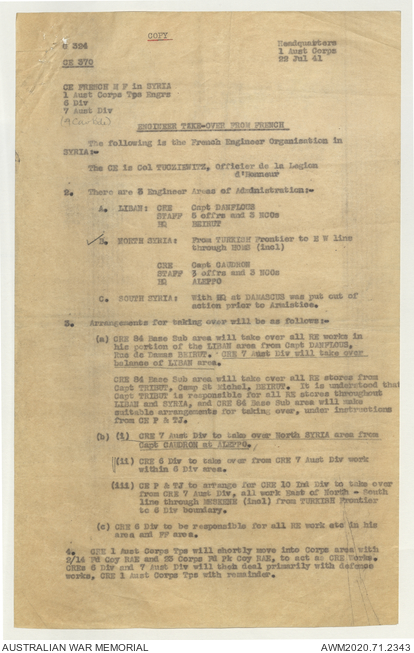 COPY
G 394
Headquarters
1 Aust Corps
22 Jul 41
CE 370
CE FRENCH E F in SYRIA
1 Aust Corps Tps Engrs
6 Div
7 Aust Div
ENGINEER TAKE-OVER FROM FRENCH
The following is the French Engineer Organisation in
SYRIA:-
The CE is Col TUCZIEWITZ, Officier de la Legion
d'Honneur
2. There are 3 Engineer Areas of Administration:-
A. LIBAN: CRE Capt DANFLOUS
STAFF 5 offrs and 3 NCOs
HQ BEIRUT
B. NORTH SYRIA: From TURKISH Frontier to E W line
through HOMS (incl)
CRE Capt CAUDRON
STAFF 3 offrs and 3 NCOs
HQ ALEPPO
C. SOUTH SYRIA: With HQ at DAMASCUS was put out of
action prior to Armistice.
3. Arrangements for taking over will be as follows:-
(a) CRE 84 Base Sub area will take over all RE works in
his portion of the LIBAN area from Capt DANFLOUS,
Rue de Damas BEIRUT. CRE 7 Aust Div will take over
balance of LIBAN area.
CRE 84 Base Sub area will take over all RE stores from
Capt TRIBUT, Camp St Michel, BEIRUT. It is understood that
Capt TRIBUT is responsible for all RE stores throughout
LIBAN and SYRIA, and CRE 84 Base Sub area will make
suitable arrangements for taking over, under instructions
from CE P & TJ.
(b) (i) CRE 7 Aust Div to take over North SYRIA area from
Capt CAUDRON at ALEPPO.
(ii) CRE 6 Div to take over from CRE 7 Aust Div work
within 6 Div area.
(iii) CE P & TJ to arrange for CRE 10 Ind Div to take over
from CRE 7 Aust Div, all work East of North - South
line through MESKENE (incl) from TURKISH Frontier
to 6 Div boundary.
(c) CRE 6 Div to be responsible for all RE work etc in his
area and FF area.
4. CRE 1 Aust Corps Tps will shortly move into Corps area with
2/14 Fd Coy RAE and 25 Corps Fd Pk Coy RAE, to act as CRE Works.
CREs 6 Div and 7 Aust Div will then deal primarily with defence
works, CRE 1 Aust Corps Tps with remainder.
AUSTRALIAN WAR MEMORIAL
AWM2020.71.2343